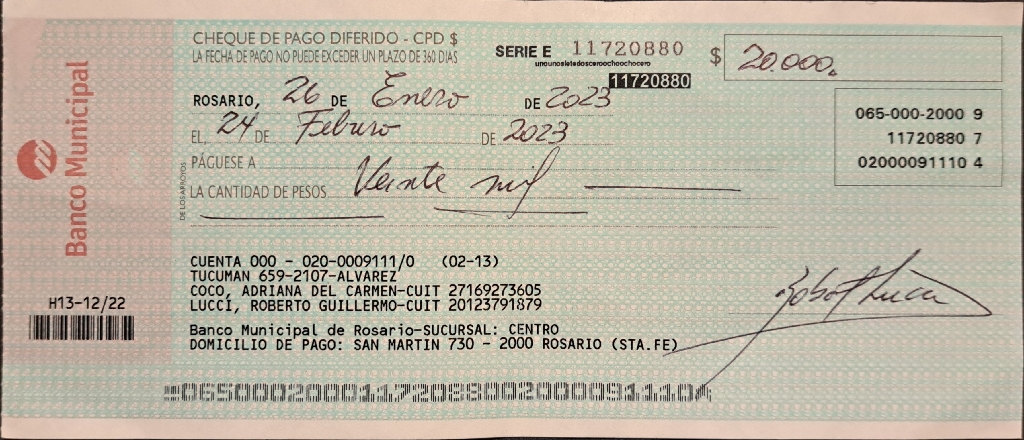 CHEQUE DE PAGO DIFERIDO - CPD $
LA FECHA DE PAGO NO PUEDE EXCEDER UN PLAZO DE 360 DIAS
SERIE E 11720880
unounosietedosceroochoochocero
11720880
$ 20.000.
ROSARIO, 26 DE Enero DE 2023
EL, 24 DE Febrero DE 2023
065-000-2000 9
11720880 7
02000091110 4
PÁGUESE A
LA CANTIDAD DE PESOS Veinte mil
Banco Municipal
H13-12/22
CUENTA 000 - 020-0009111/0 (02-13)
TUCUMAN 659-2107-ALVAREZ
COCO, ADRIANA DEL CARMEN-CUIT 27169273605
LUCCI, ROBERTO GUILLERMO-CUIT 20123791879
Banco Municipal de Rosario-SUCURSAL: CENTRO
DOMICILIO DE PAGO: SAN MARTIN 730 - 2000 ROSARIO (STA.FE)
065000200011720880020000911104